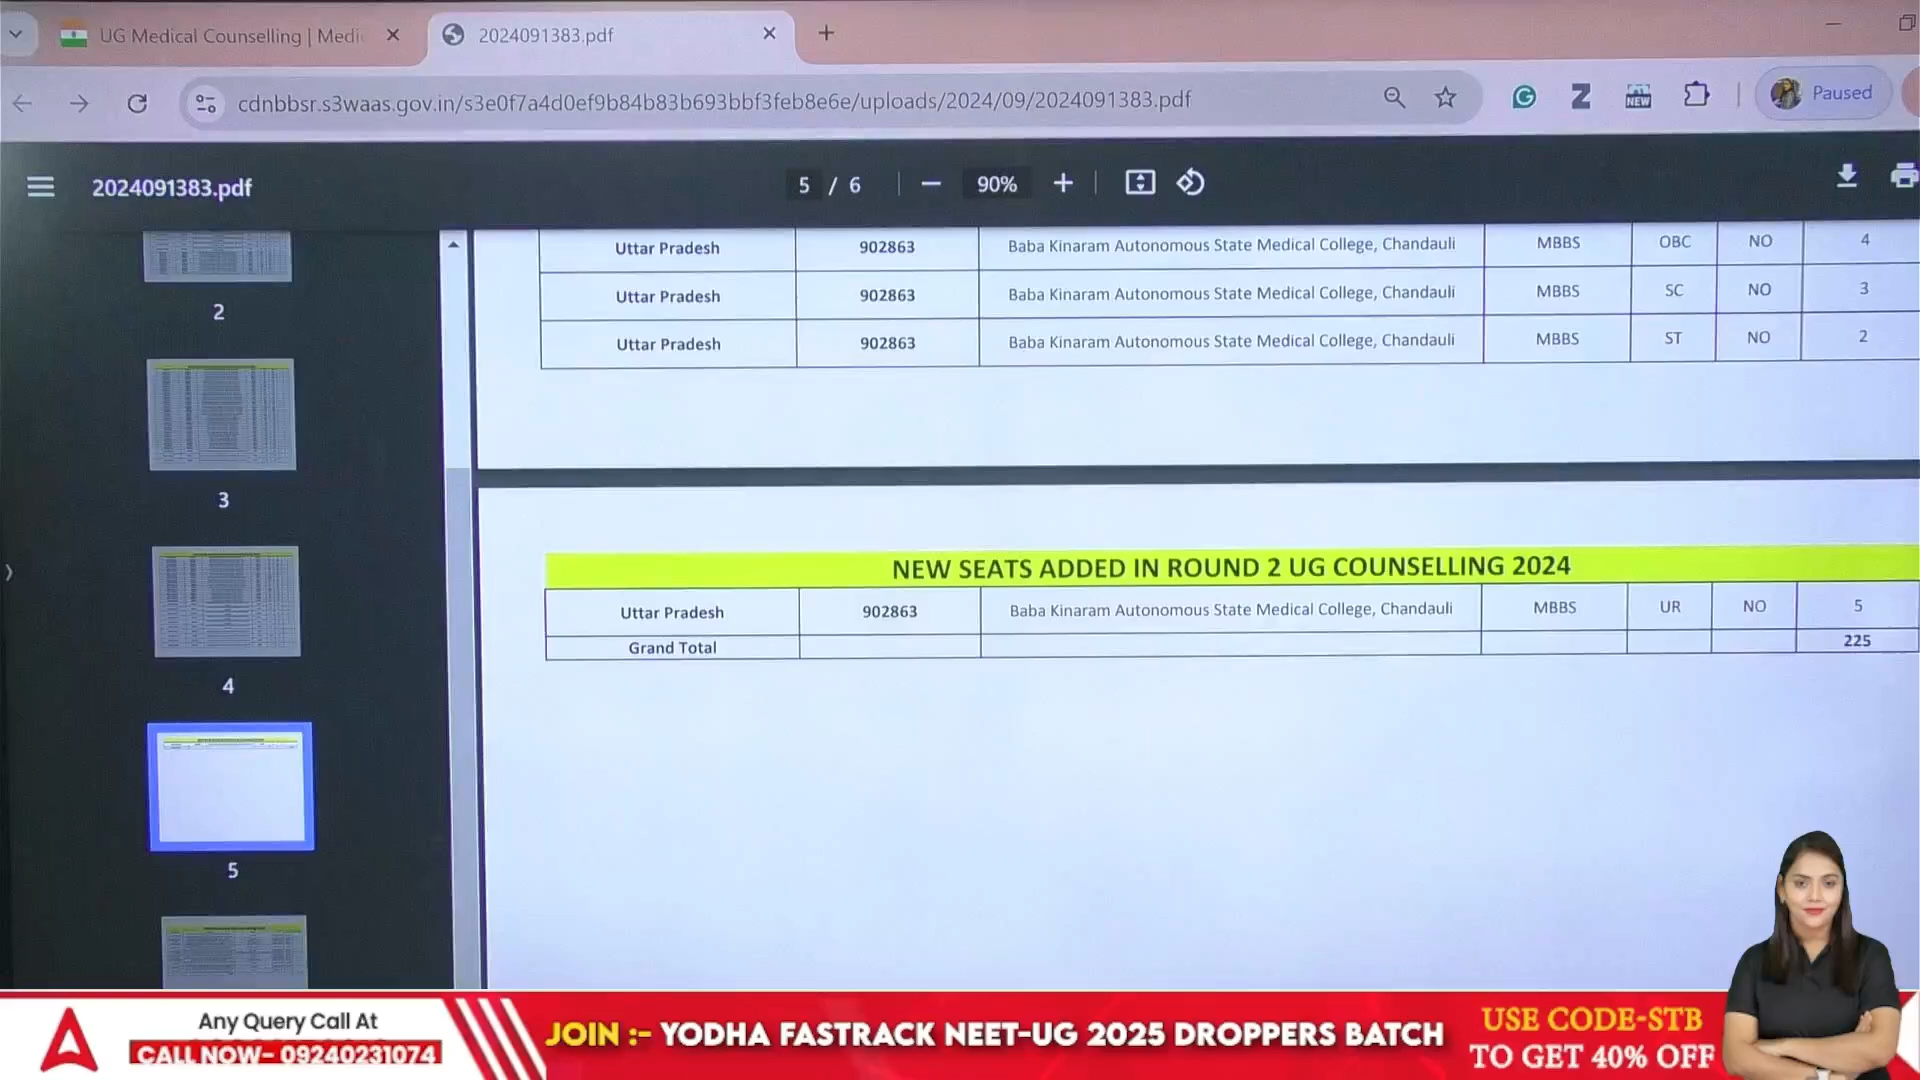 UG Medical Counselling | Medi
2024091383.pdf
cdnbbsr.s3waas.gov.in/s3e0f7a4d0ef9b84b83b693bbf3feb8e6e/uploads/2024/09/2024091383.pdf
NEW
Paused
2024091383.pdf
5 / 6
90%
2
3
4
5
Uttar Pradesh 902863 Baba Kinaram Autonomous State Medical College, Chandauli MBBS OBC NO 4
Uttar Pradesh 902863 Baba Kinaram Autonomous State Medical College, Chandauli MBBS SC NO 3
Uttar Pradesh 902863 Baba Kinaram Autonomous State Medical College, Chandauli MBBS ST NO 2
NEW SEATS ADDED IN ROUND 2 UG COUNSELLING 2024
Uttar Pradesh 902863 Baba Kinaram Autonomous State Medical College, Chandauli MBBS UR NO 5
Grand Total 225
Any Query Call At
CALL NOW- 09240231074
JOIN :- YODHA FASTRACK NEET-UG 2025 DROPPERS BATCH
USE CODE-STB
TO GET 40% OFF